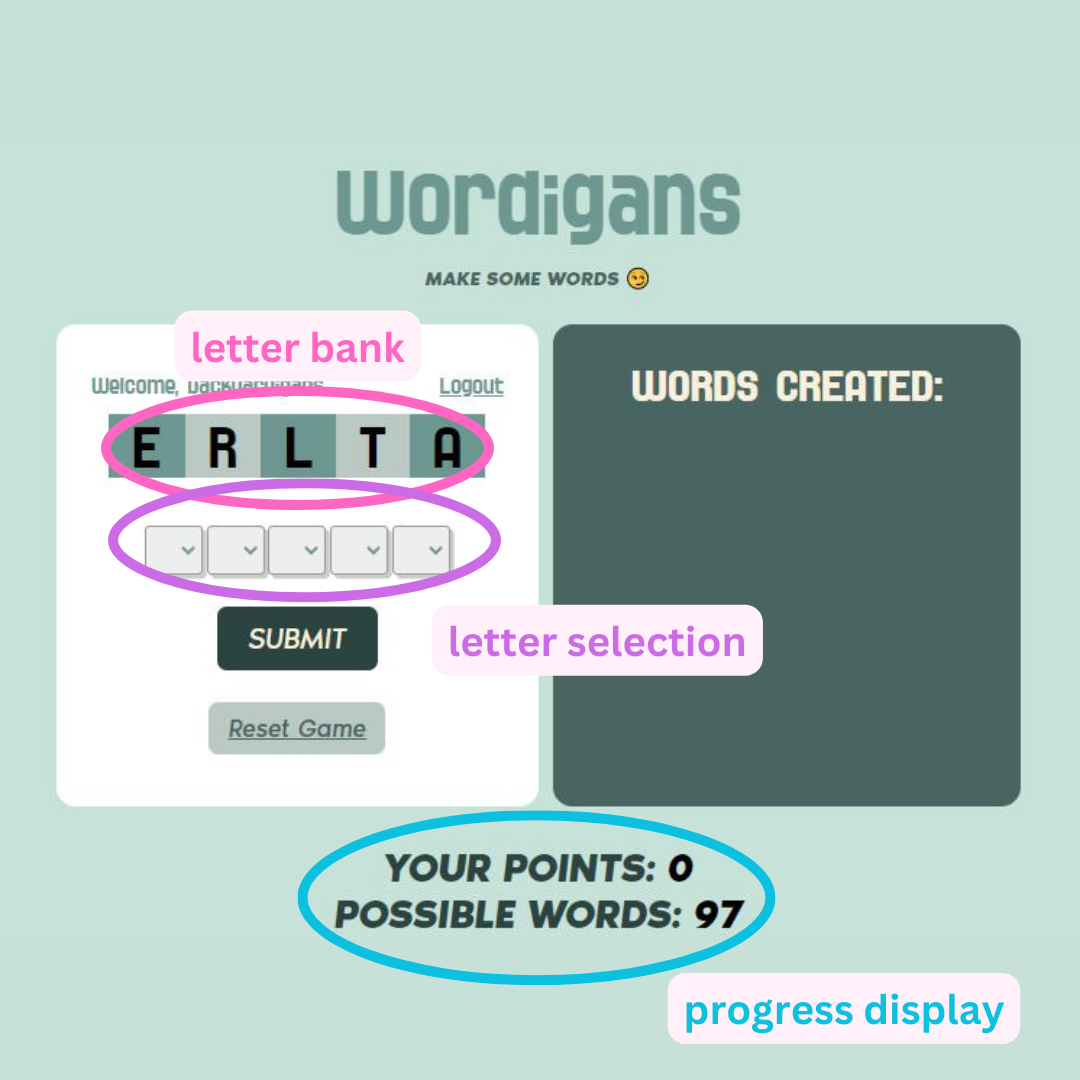 Wordigans
MAKE SOME WORDS 😏
letter bank
Welcome, backyardigans
Logout
E R L T A
SUBMIT
letter selection
Reset Game
WORDS CREATED:
YOUR POINTS: 0
POSSIBLE WORDS: 97
progress display